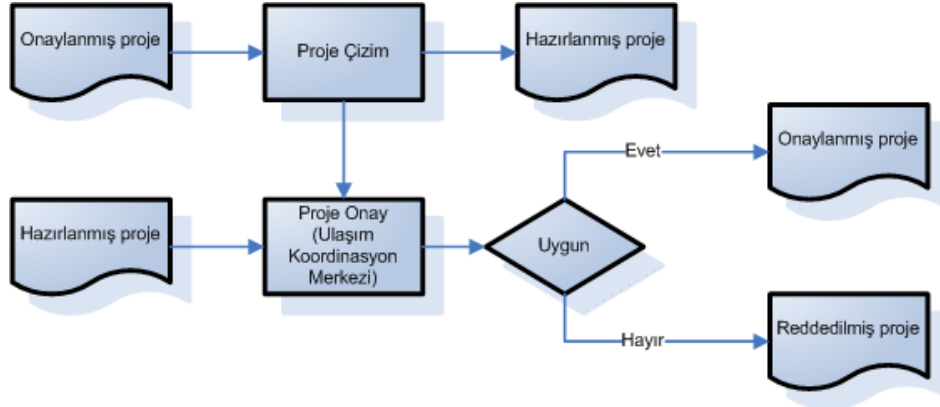 Onaylanmış proje
Proje Çizim
Hazırlanmış proje
Evet
Onaylanmış proje
Hazırlanmış proje
Proje Onay
(Ulaşım
Koordinasyon
Merkezi)
Uygun
Hayır
Reddedilmiş proje